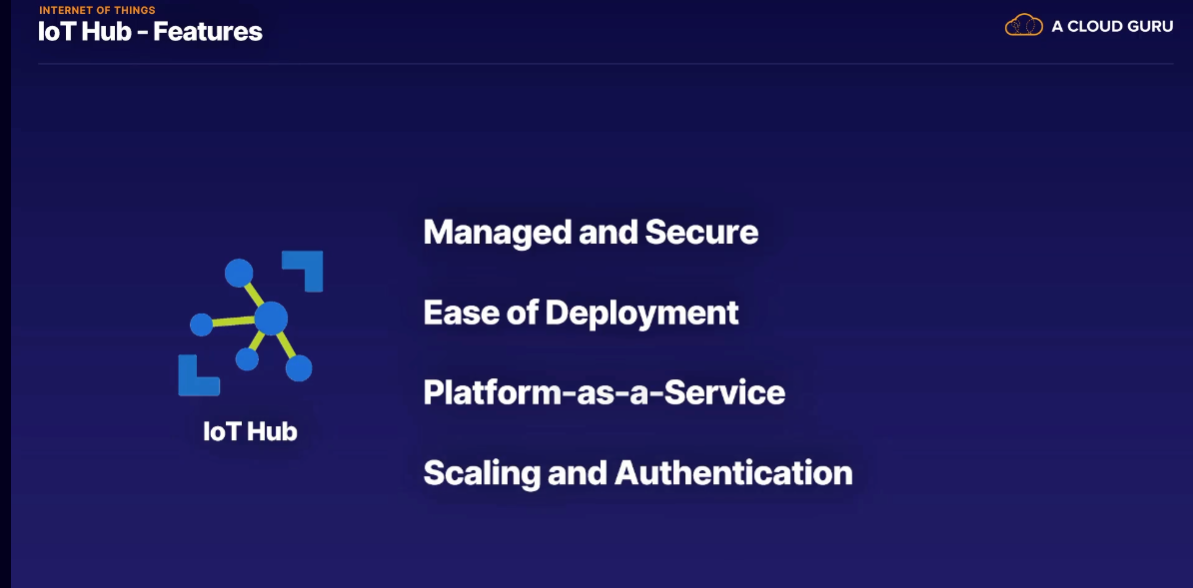 INTERNET OF THINGS
IoT Hub - Features
A CLOUD GURU
Managed and Secure
Ease of Deployment
Platform-as-a-Service
Scaling and Authentication
IoT Hub